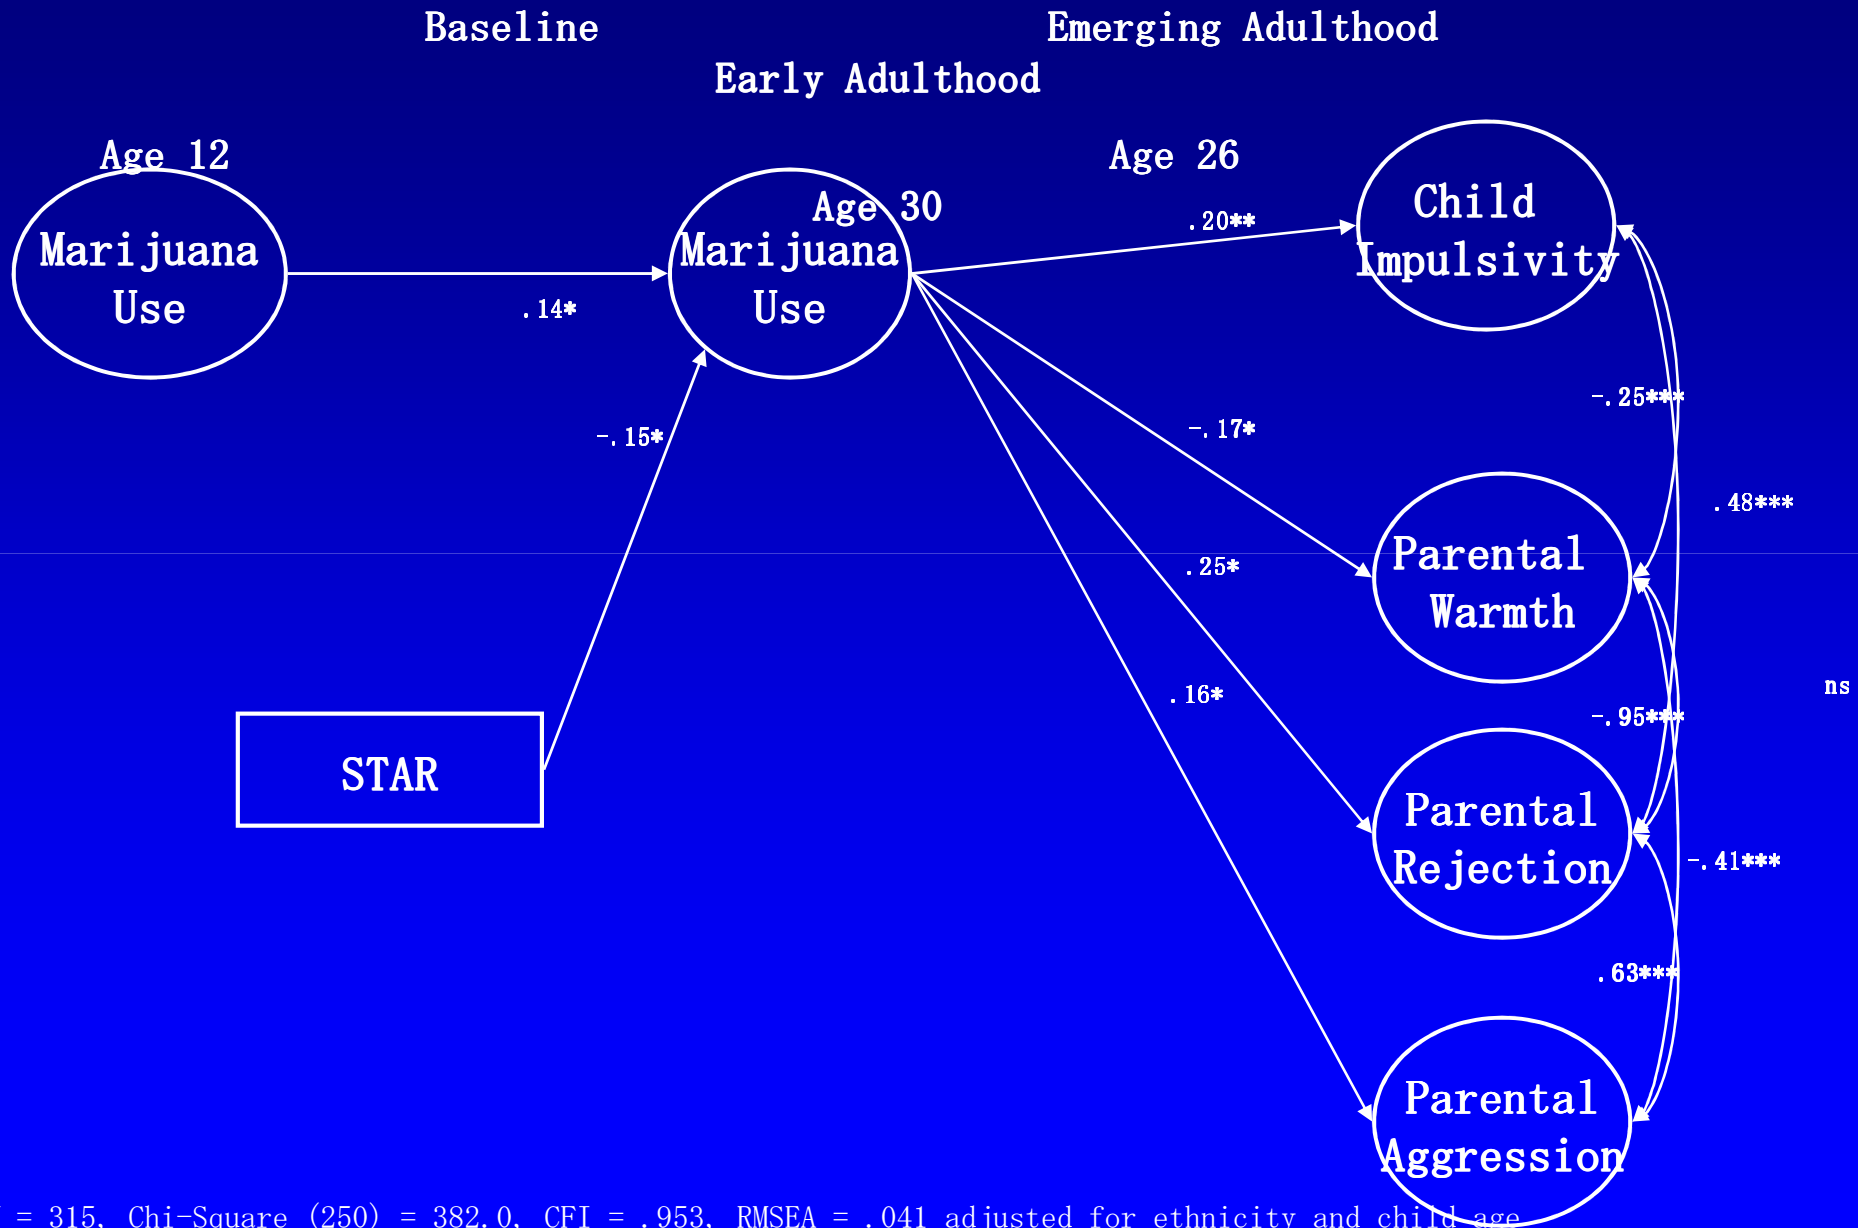 Baseline
Emerging Adulthood
Early Adulthood
Age 12
Age 26
Age 30
Marijuana
Use
Marijuana
Use
Child
Impulsivity
.20**
.14*
-.15*
-.17*
-.25***
.48***
Parental
Warmth
.25*
.16*
ns
-.95***
STAR
Parental
Rejection
-.41***
.63***
Parental
Aggression
= 315, Chi-Square (250) = 382.0, CFI = .953, RMSEA = .041 adjusted for ethnicity and child age